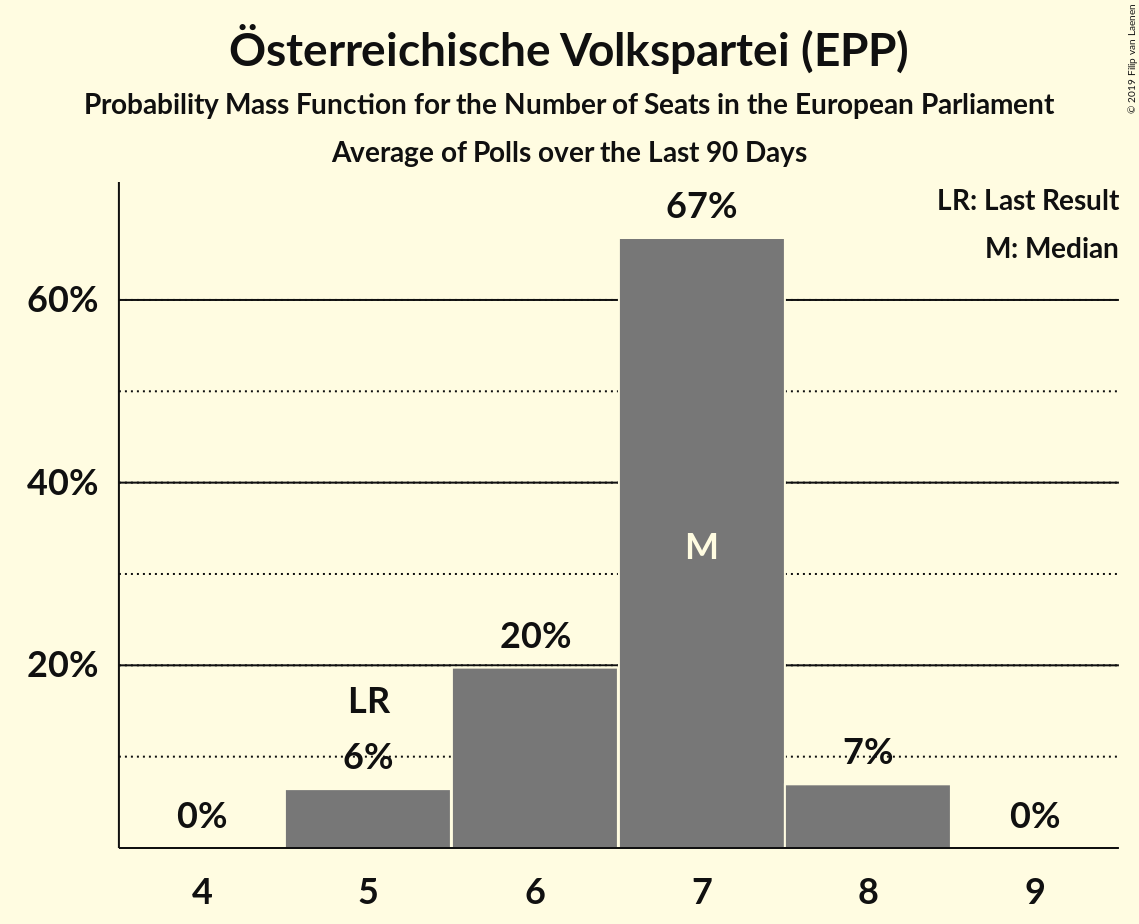 Österreichische Volkspartei (EPP)
Probability Mass Function for the Number of Seats in the European Parliament
Average of Polls over the Last 90 Days
© 2019 Filip van Laenen
LR: Last Result
M: Median
67%
60%
40%
M
20%
20%
LR
6%
7%
0%
0%
4 5 6 7 8 9